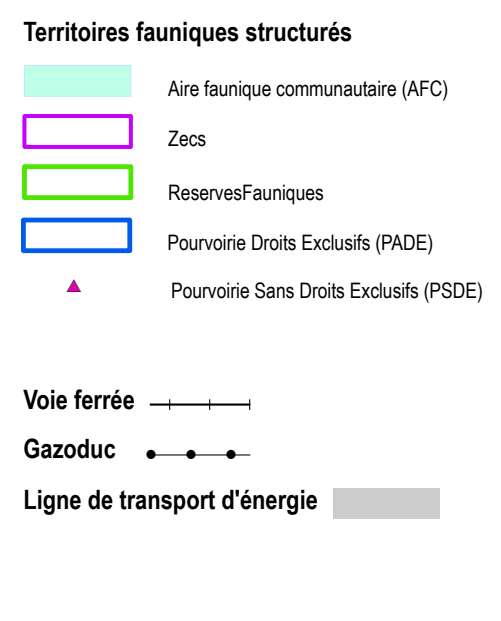 Territoires fauniques structurés
Aire faunique communautaire (AFC)
Zecs
ReservesFauniques
Pourvoirie Droits Exclusifs (PADE)
Pourvoirie Sans Droits Exclusifs (PSDE)
Voie ferrée
Gazoduc
Ligne de transport d'énergie